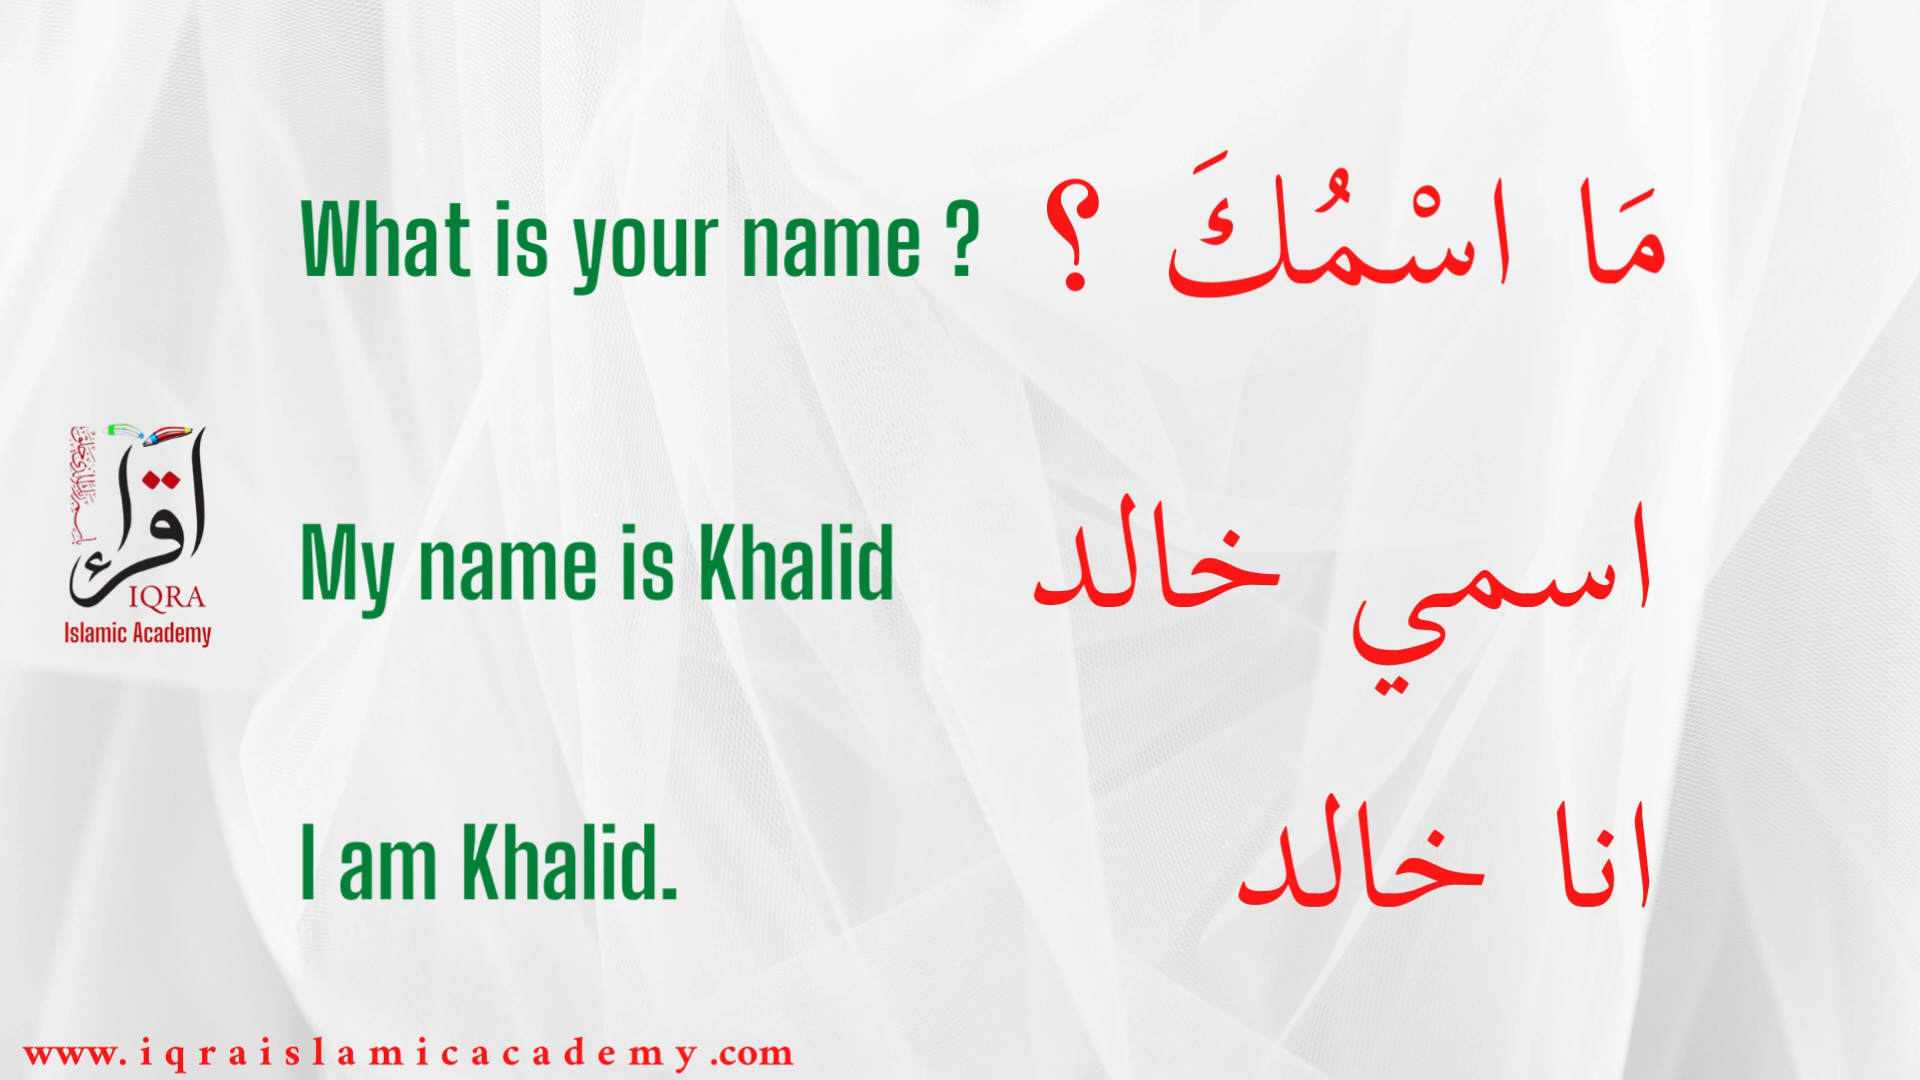 What is your name ? مَا اسْمُكَ ؟
My name is Khalid اسمي خالد
اقرأ
IQRA
Islamic Academy
I am Khalid. انا خالد
www.iqraislamicacademy.com